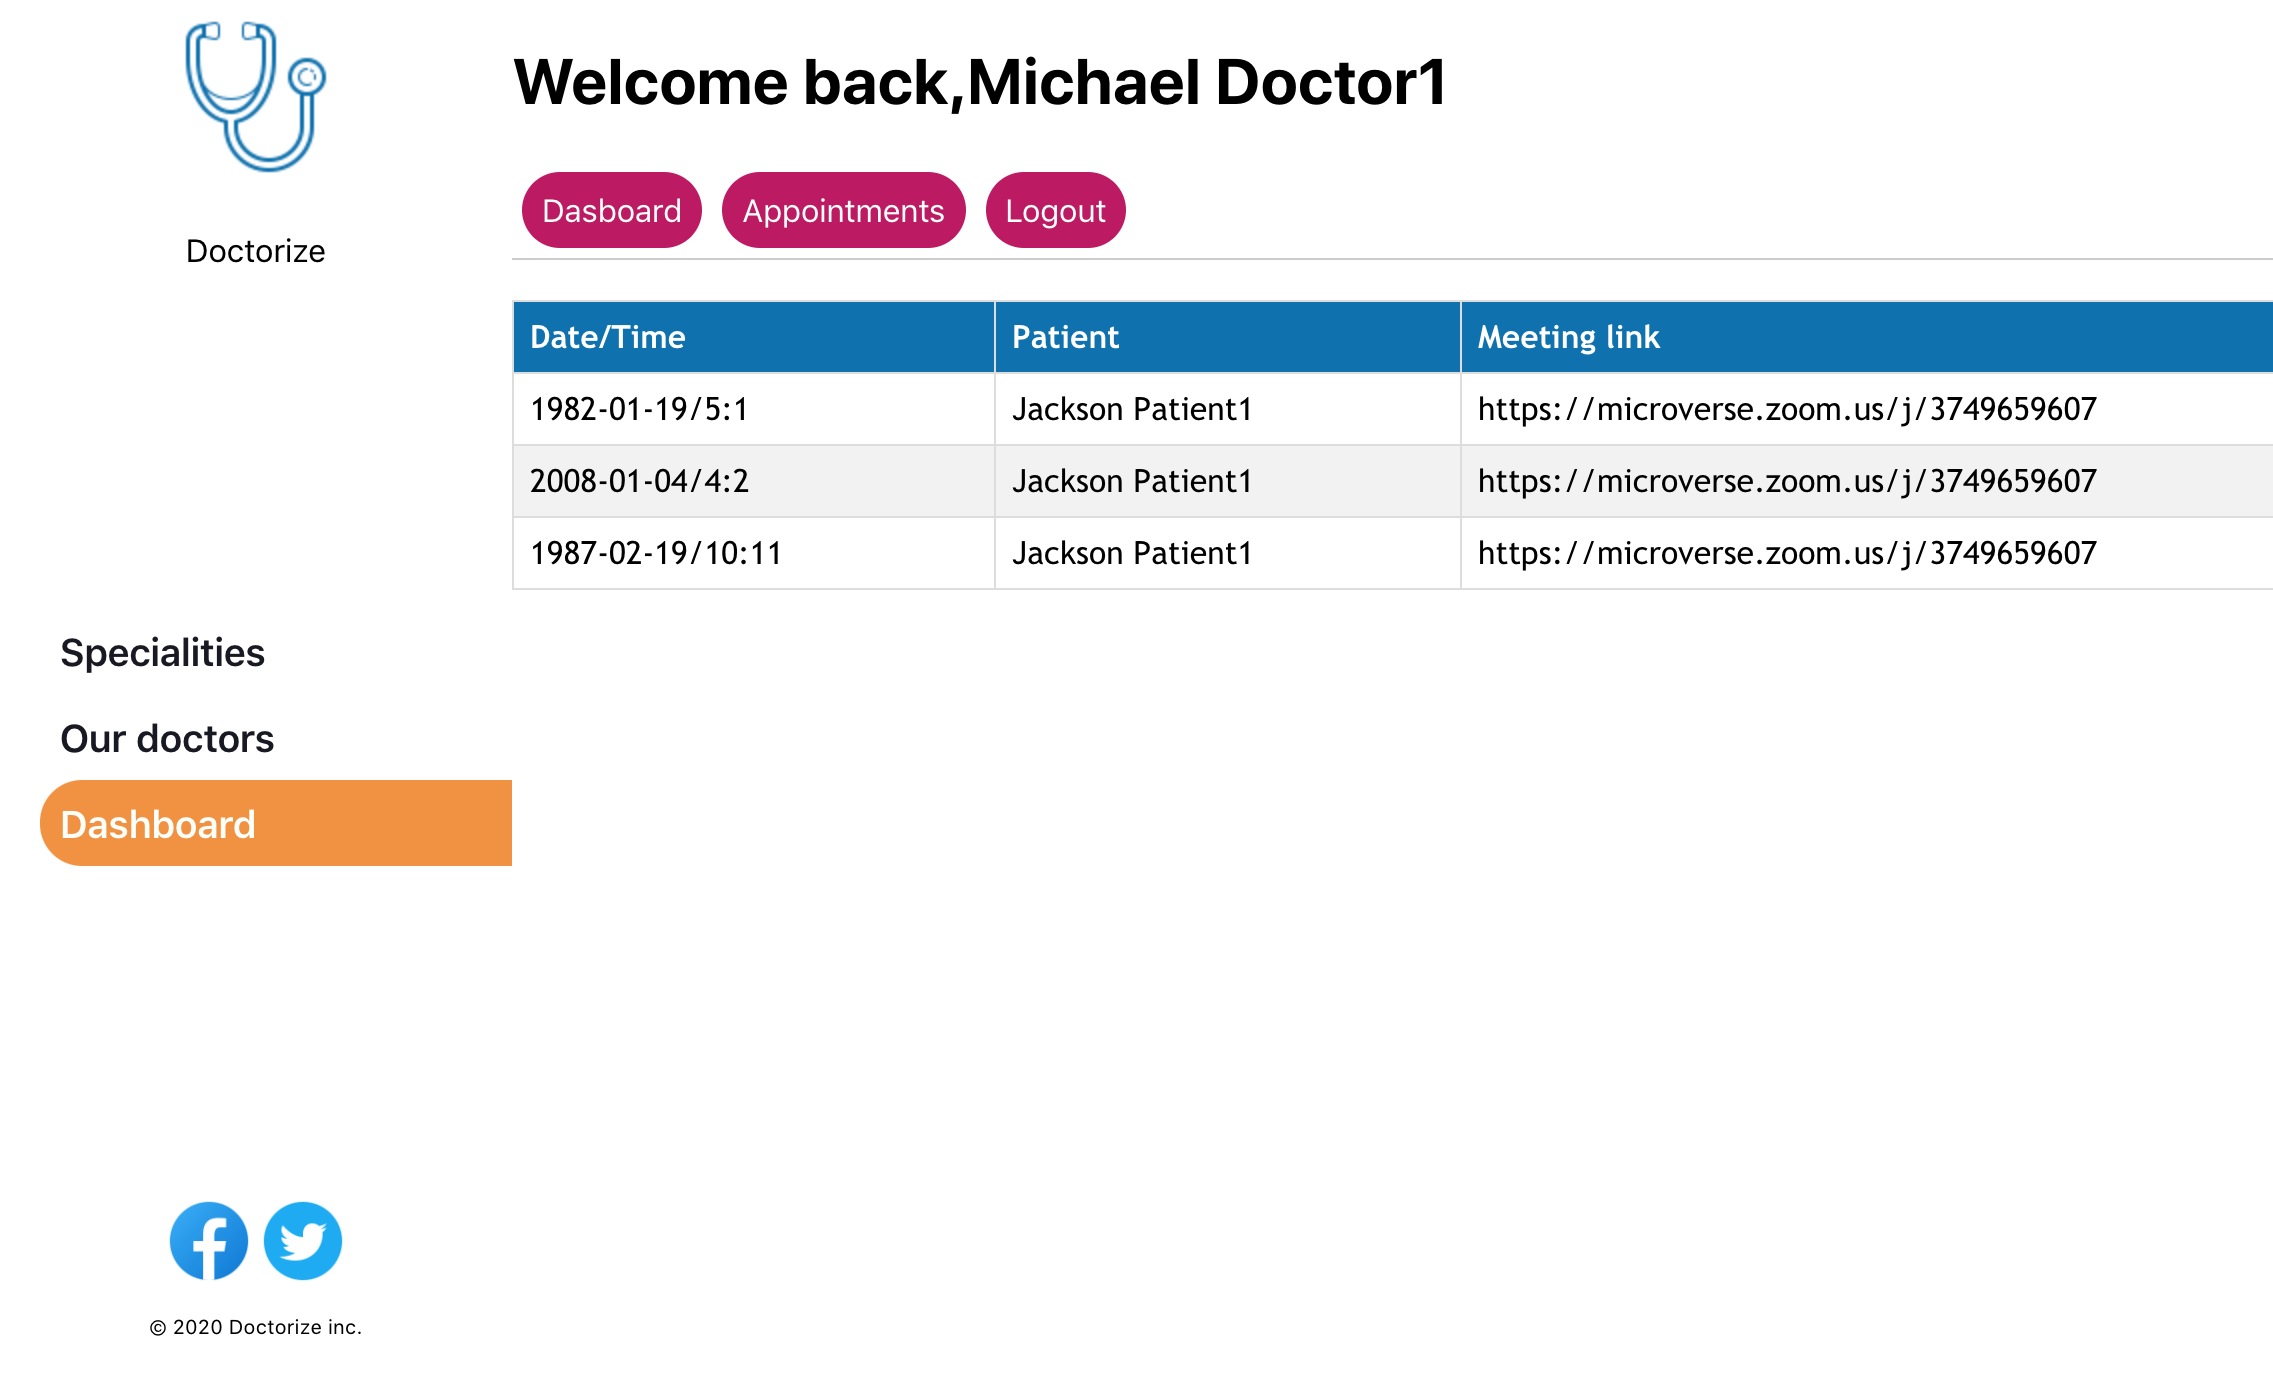 Doctorize
Specialities
Our doctors
Dashboard
© 2020 Doctorize inc.
Welcome back,Michael Doctor1
Dasboard Appointments Logout
Date/Time Patient Meeting link
1982-01-19/5:1 Jackson Patient1 https://microverse.zoom.us/j/3749659607
2008-01-04/4:2 Jackson Patient1 https://microverse.zoom.us/j/3749659607
1987-02-19/10:11 Jackson Patient1 https://microverse.zoom.us/j/3749659607